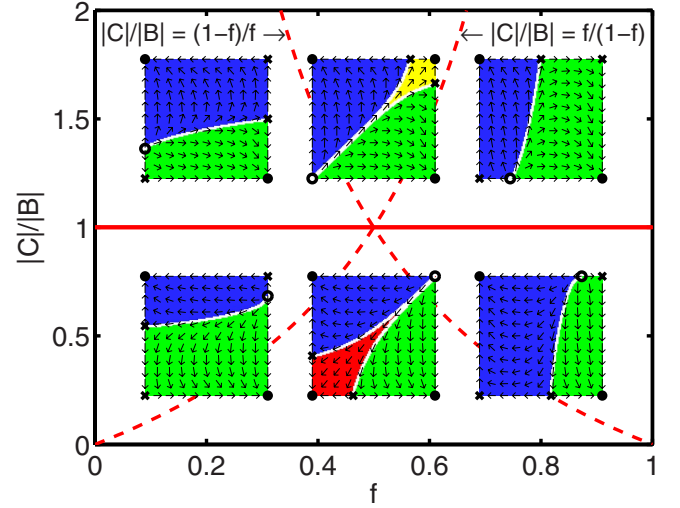 |C|/|B| = (1−f)/f →
← |C|/|B| = f/(1−f)
2
1.5
1
0.5
0
|C|/|B|
0
0.2
0.4
0.6
0.8
1
f